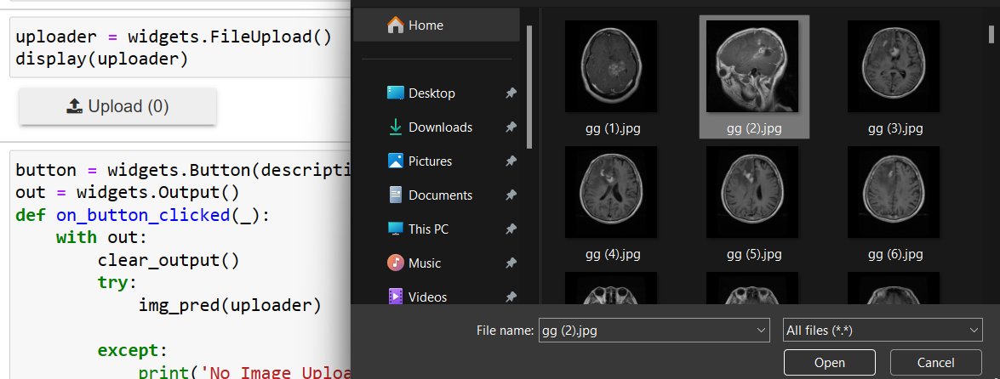 uploader = widgets.FileUpload()
display(uploader)
Upload (0)
button = widgets.Button(descripti
out = widgets.Output()
def on_button_clicked(_):
    with out:
        clear_output()
        try:
            img_pred(uploader)
        except:
            print('No Image Uploa
Home
Desktop
Downloads
Pictures
Documents
This PC
Music
Videos
gg (1).jpg
gg (2).jpg
gg (3).jpg
gg (4).jpg
gg (5).jpg
gg (6).jpg
File name: gg (2).jpg
All files (*.*)
Open
Cancel